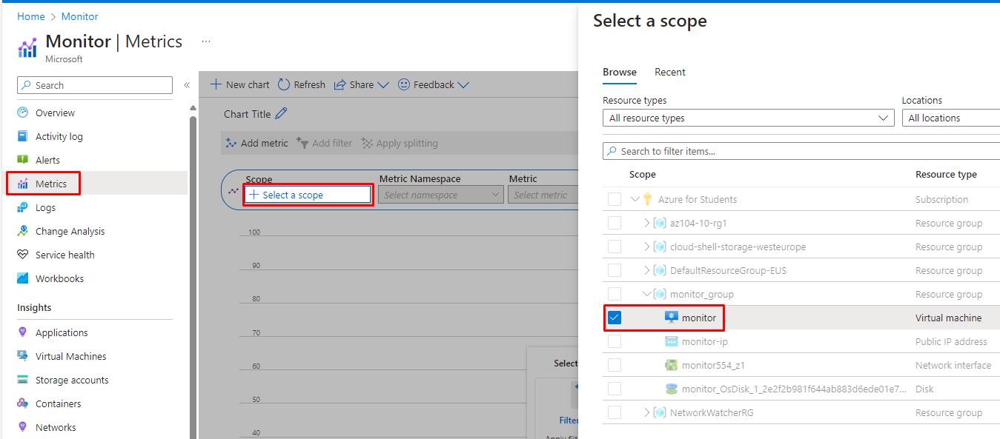 Home > Monitor
Monitor | Metrics ...
Microsoft
Search «
Overview
Activity log
Alerts
Metrics
Logs
Change Analysis
Service health
Workbooks
Insights
Applications
Virtual Machines
Storage accounts
Containers
Networks
New chart Refresh Share Feedback
Chart Title
Add metric Add filter Apply splitting
Scope Metric Namespace Metric
+ Select a scope Select namespace Select metric
100
90
80
70
60
50
40
Select
+
Filter
Apply filt
Select a scope
Browse Recent
Resource types Locations
All resource types All locations
Search to filter items...
Scope Resource type
Azure for Students Subscription
az104-10-rg1 Resource group
cloud-shell-storage-westeurope Resource group
DefaultResourceGroup-EUS Resource group
monitor_group Resource group
monitor Virtual machine
monitor-ip Public IP address
monitor554_z1 Network interface
monitor_OsDisk_1_2e2f2b981f644ab883d6ede01e7... Disk
NetworkWatcherRG Resource group